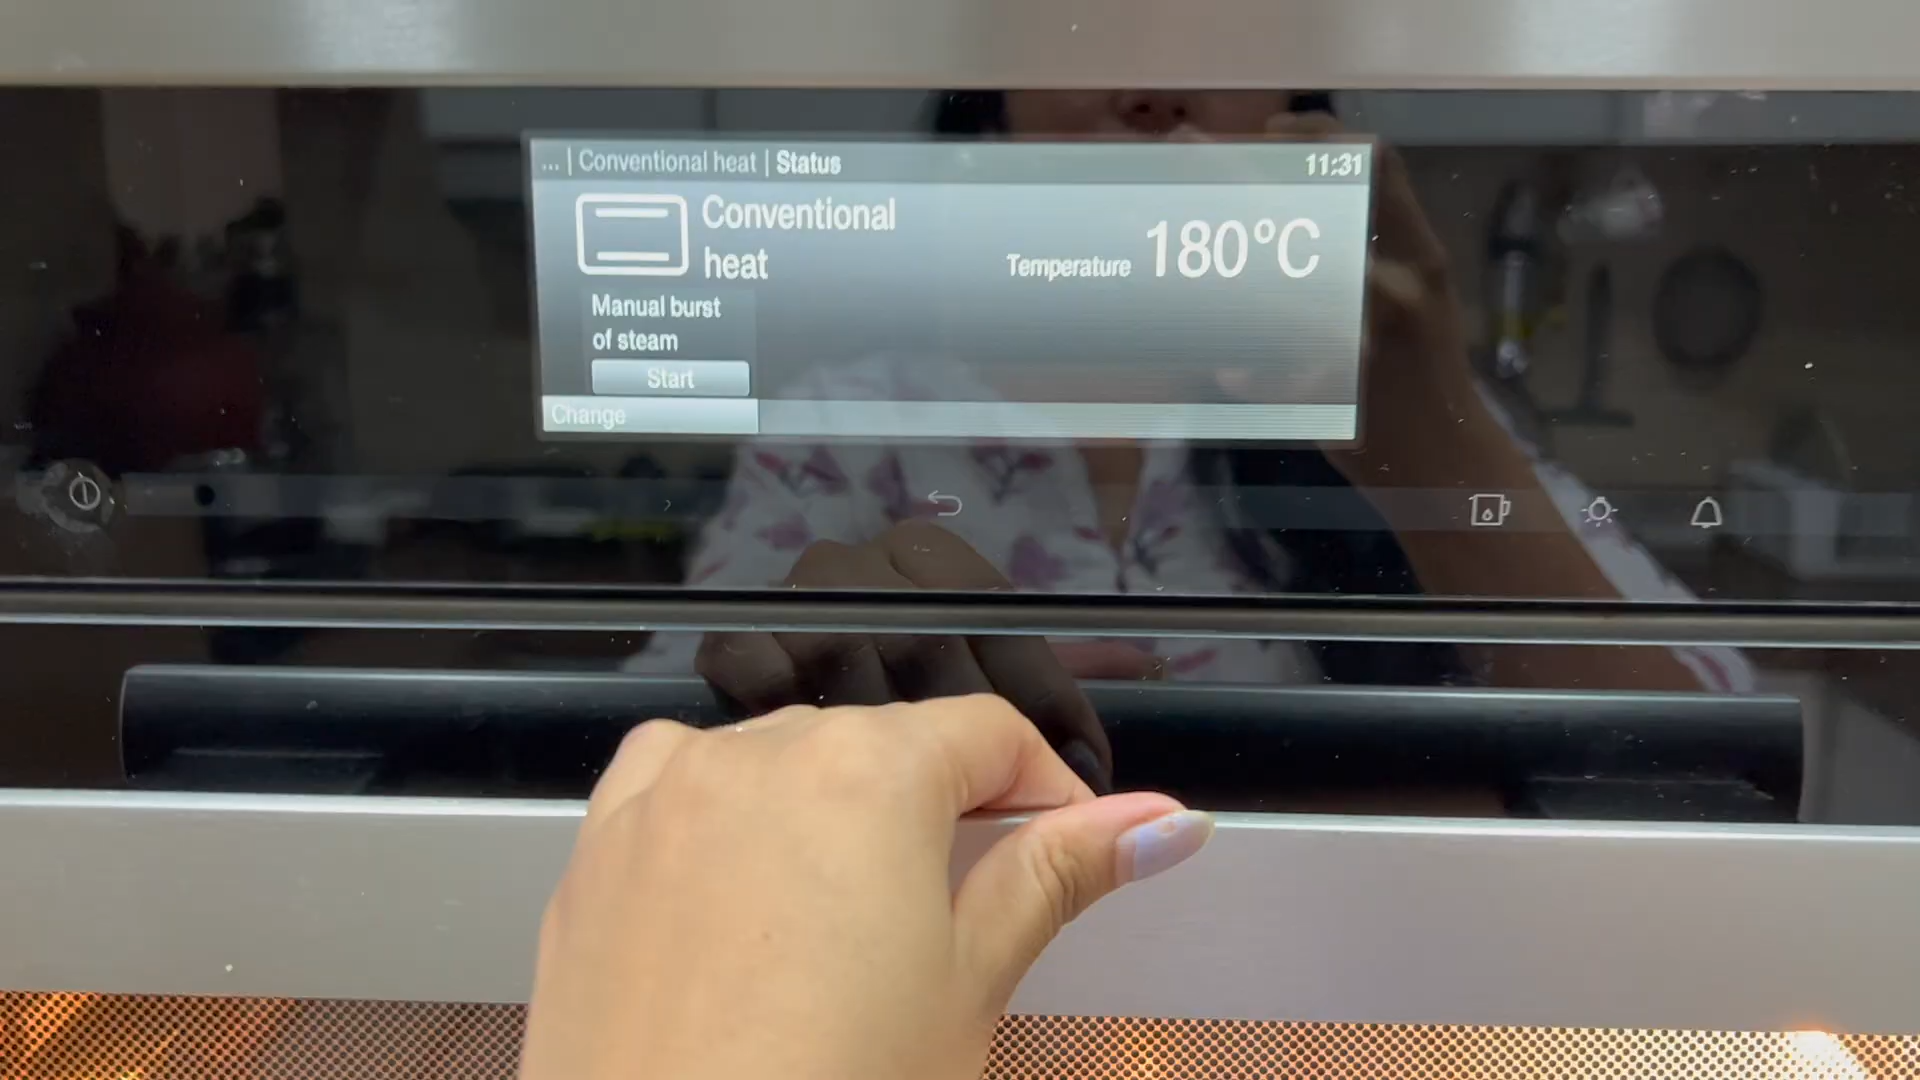 ... | Conventional heat | Status 11:31
Conventional
heat
Temperature 180°C
Manual burst
of steam
Start
Change